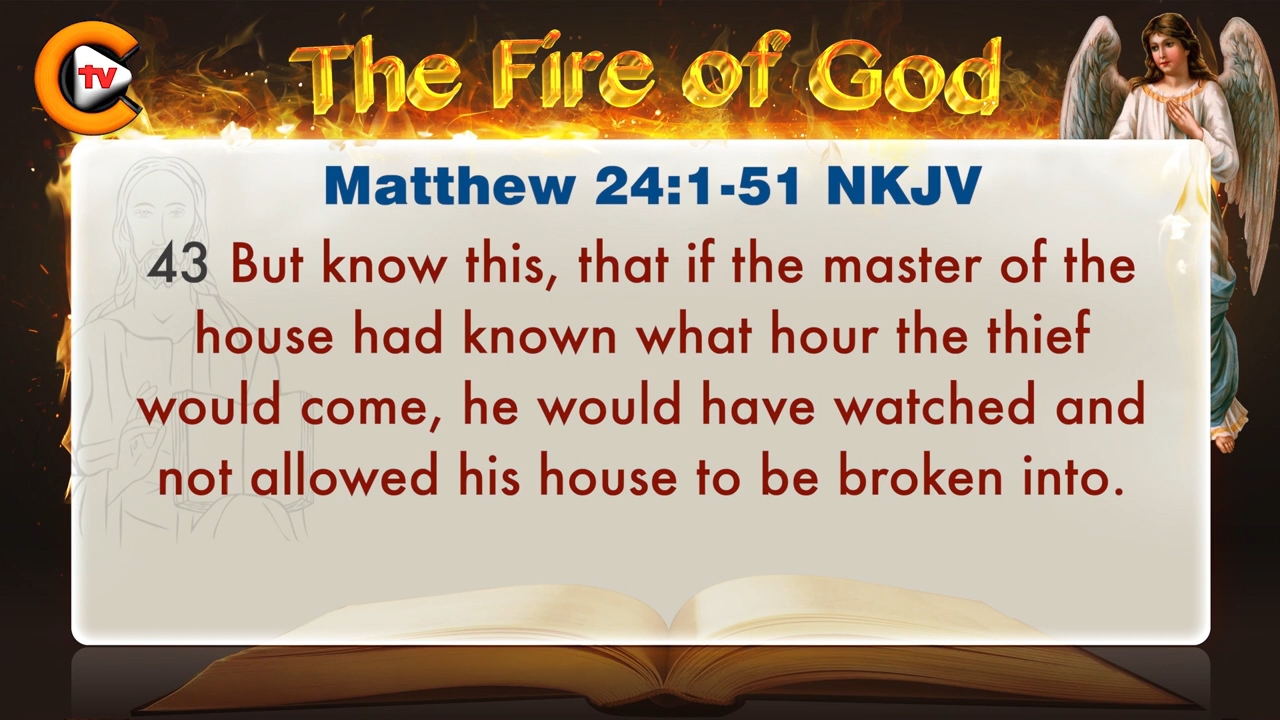 tv
The Fire of God
Matthew 24:1-51 NKJV
43 But know this, that if the master of the
house had known what hour the thief
would come, he would have watched and
not allowed his house to be broken into.